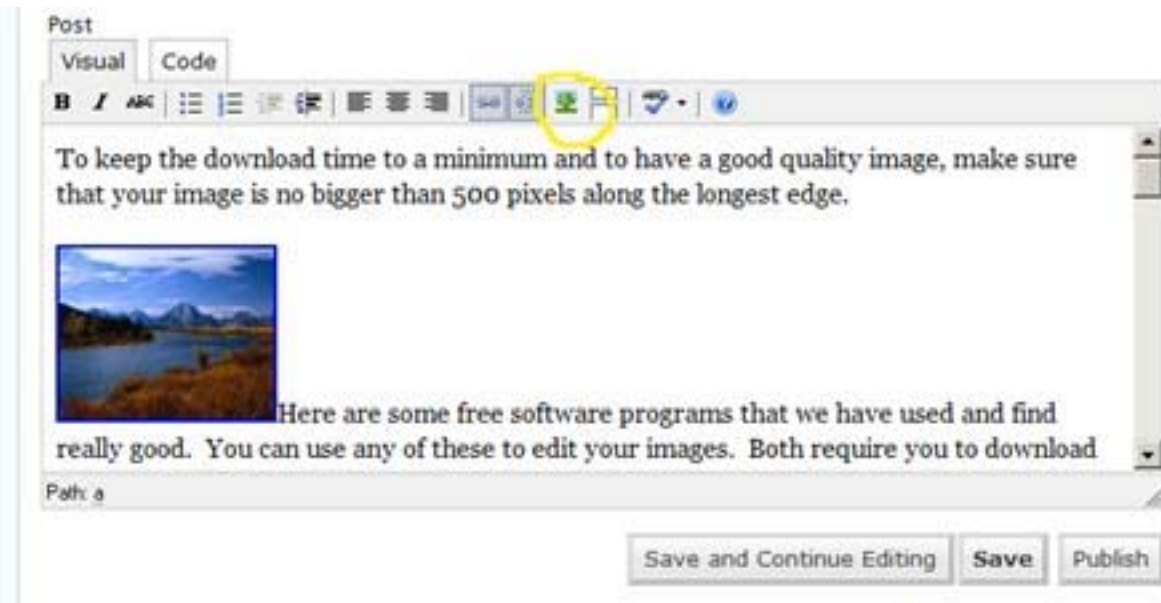 Post
Visual Code
B I ABC
To keep the download time to a minimum and to have a good quality image, make sure
that your image is no bigger than 500 pixels along the longest edge.
Here are some free software programs that we have used and find
really good. You can use any of these to edit your images. Both require you to download
Path: a
Save and Continue Editing Save Publish